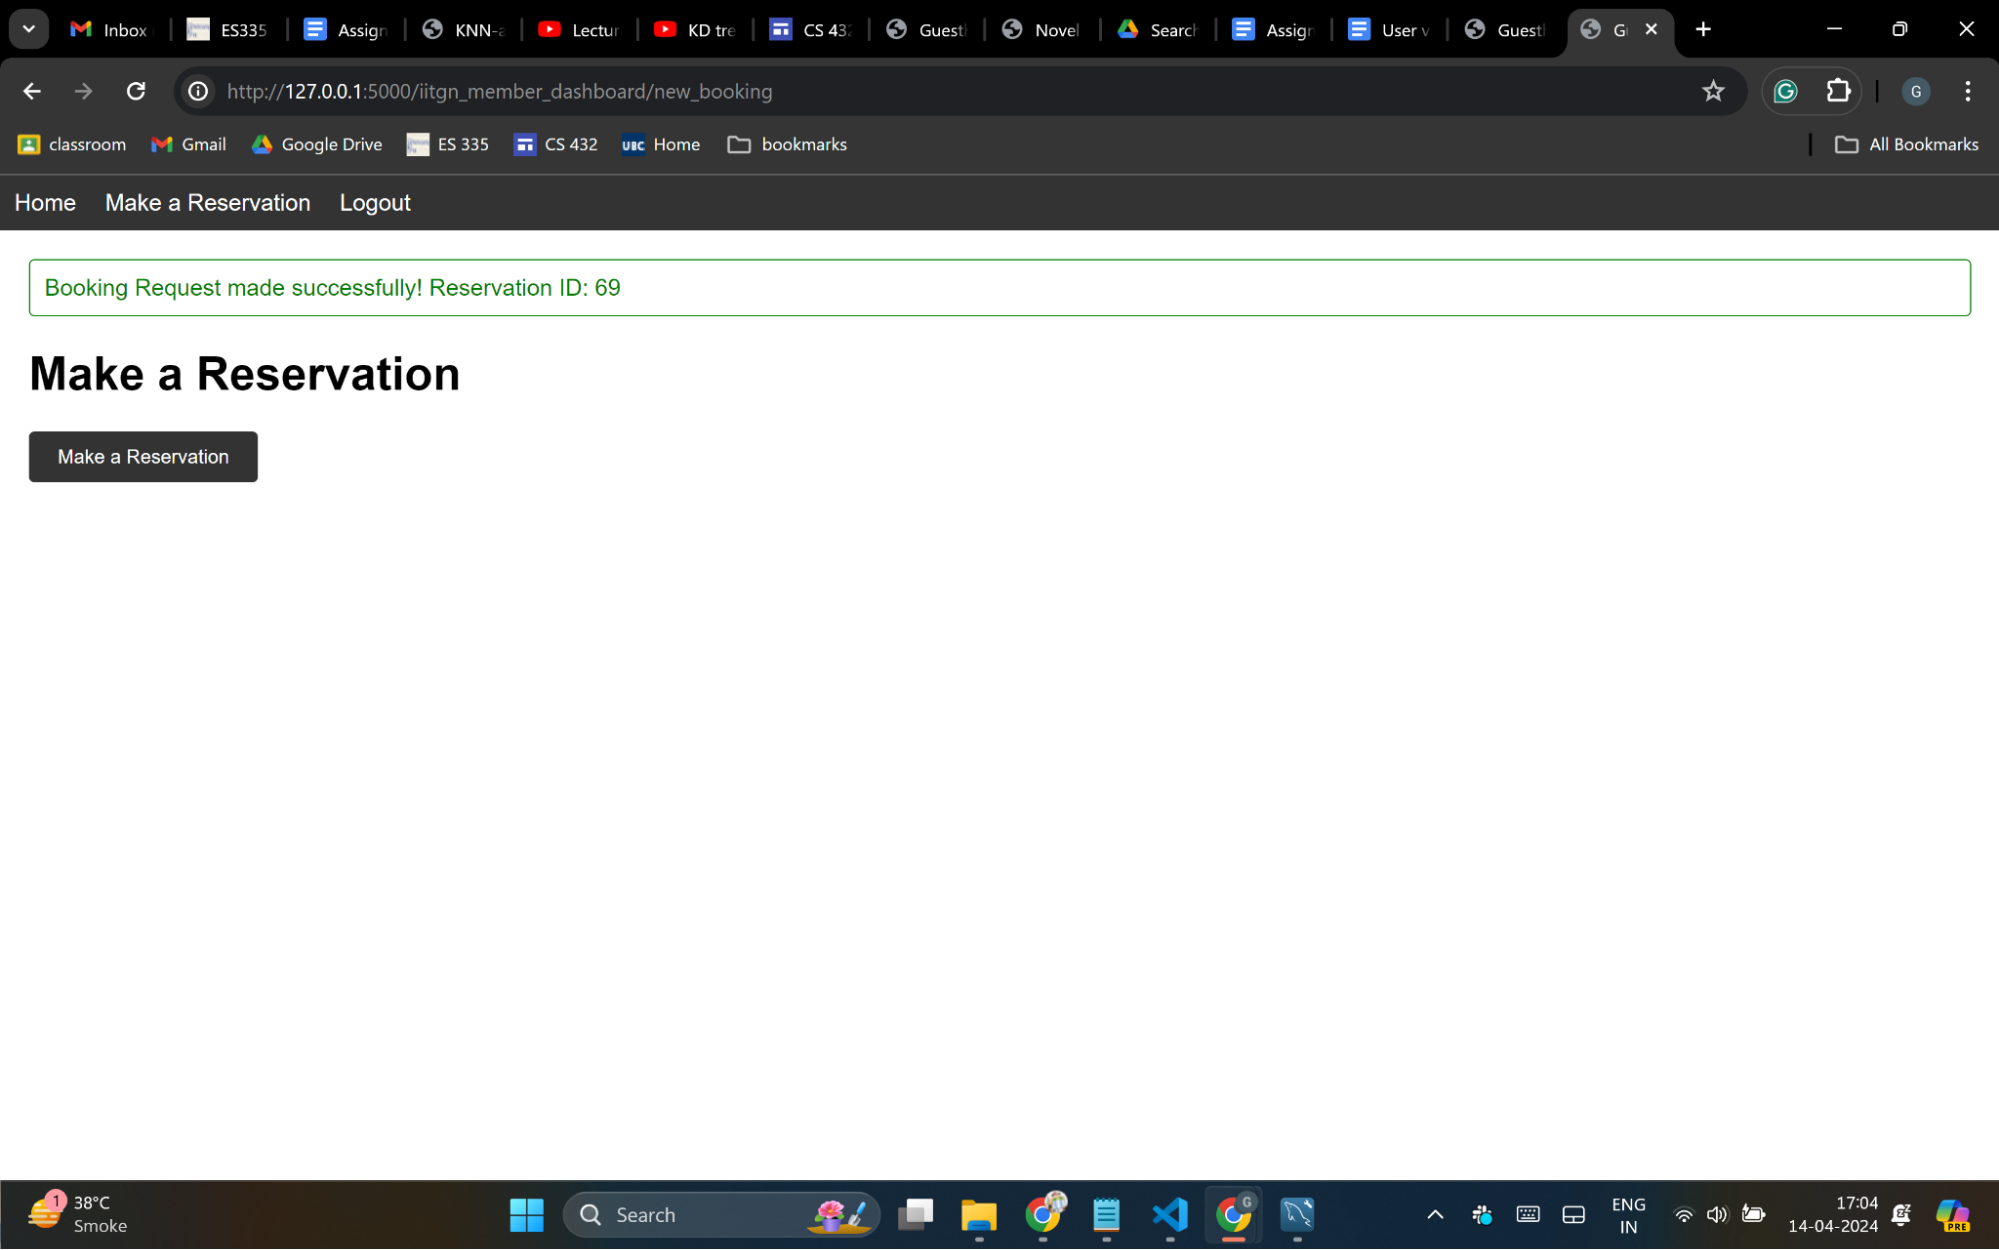 Inbox
ES335
Assign
KNN-a
Lectur
KD tre
CS 432
Guest
Novel
Search
Assign
User v
Guest
G
http://127.0.0.1:5000/iitgn_member_dashboard/new_booking
G
classroom
Gmail
Google Drive
ES 335
CS 432
UBC
Home
bookmarks
All Bookmarks
Home
Make a Reservation
Logout
Booking Request made successfully! Reservation ID: 69
Make a Reservation
Make a Reservation
1
38°C
Smoke
Search
G
ENG
IN
17:04
14-04-2024
PRE